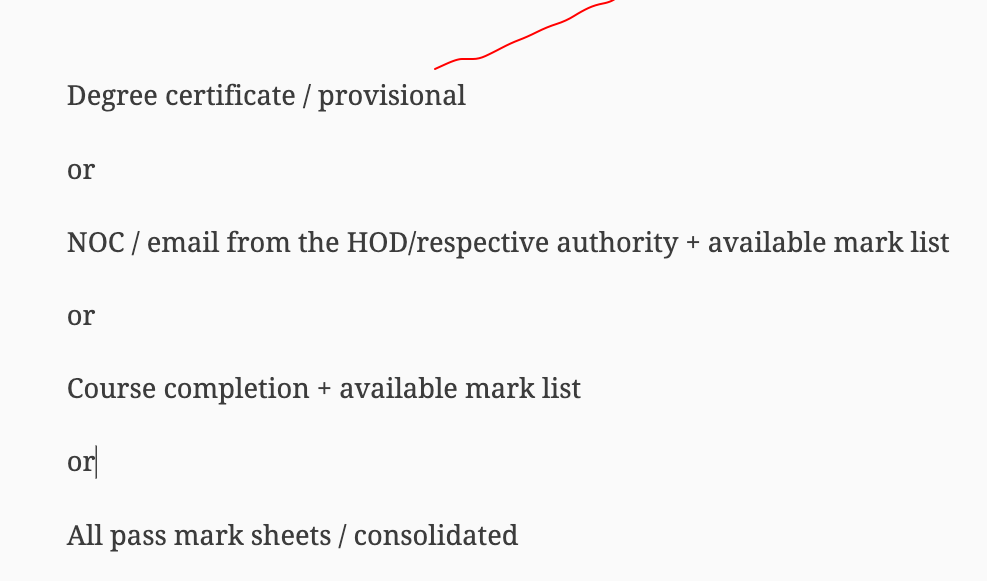 Degree certificate / provisional
or
NOC / email from the HOD/respective authority + available mark list
or
Course completion + available mark list
or
All pass mark sheets / consolidated